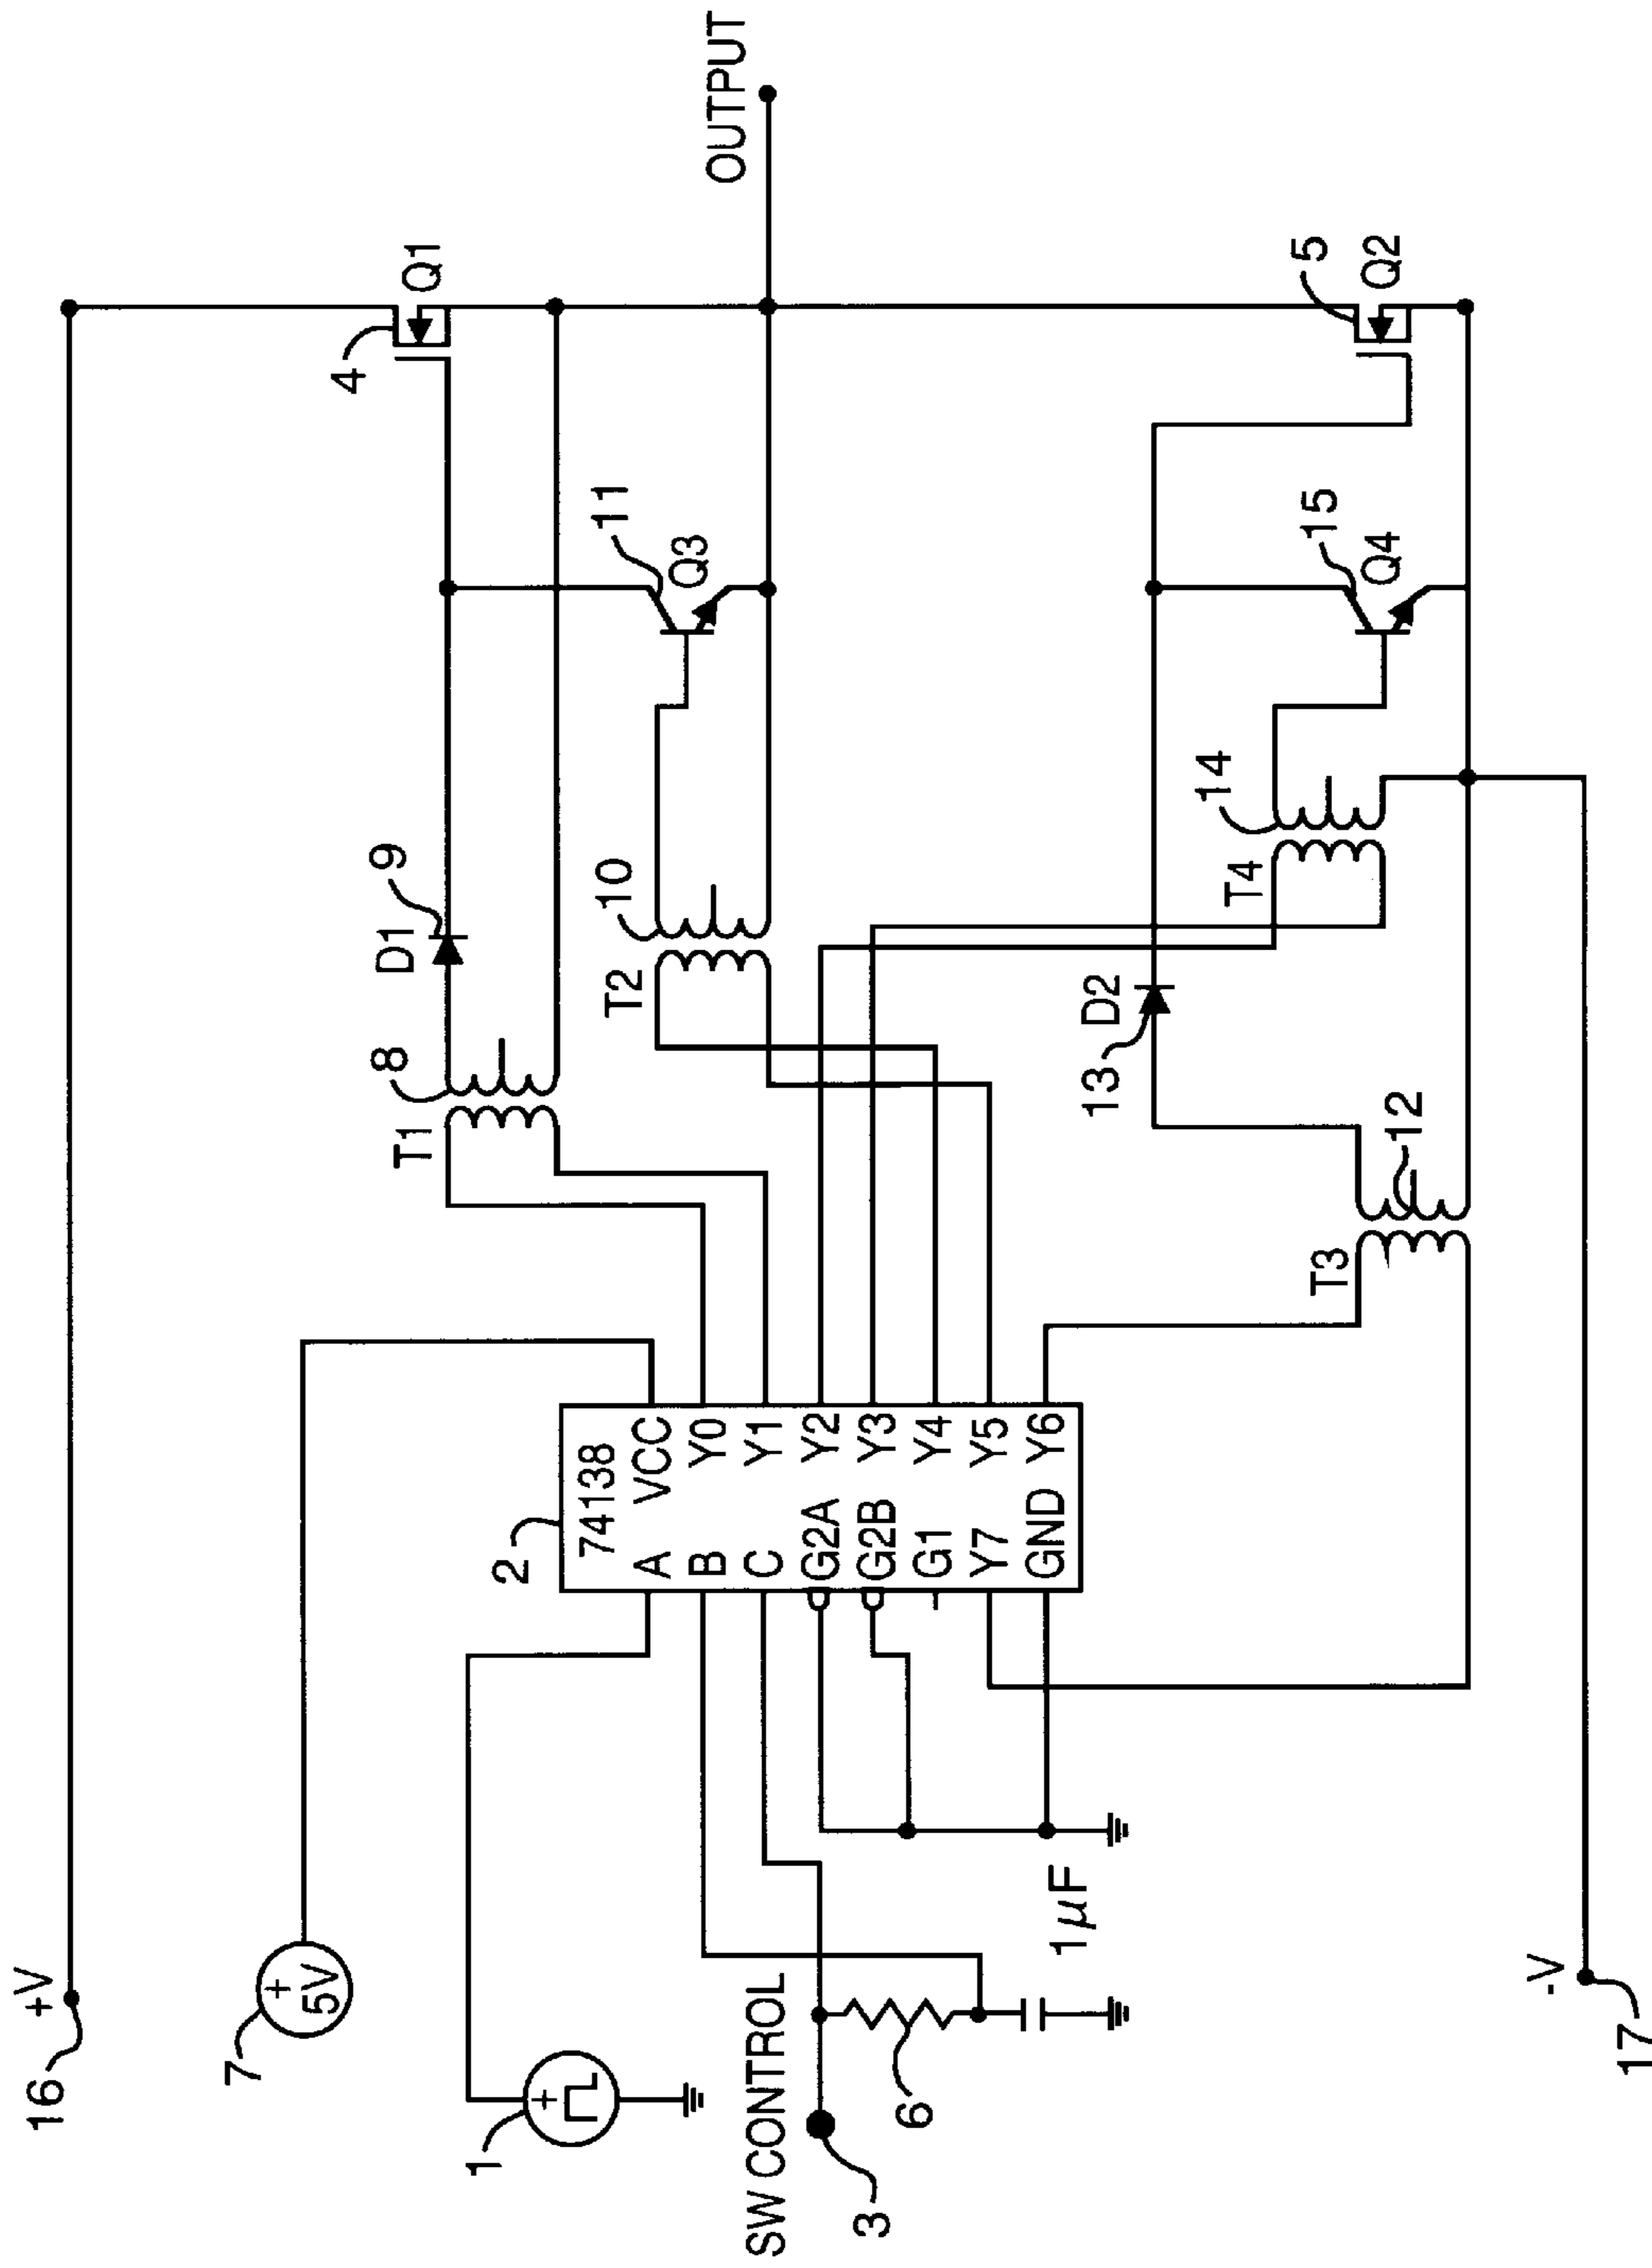 16
+V
7
+
5V
1
+
SW CONTROL
3
6
1μF
2
74138
A VCC
B Y0
C Y1
G2A Y2
G2B Y3
G1 Y4
Y7 Y5
GND Y6
T1
8
D1
9
T2
10
Q3
11
4
Q1
OUTPUT
T3
12
13
D2
T4
14
Q4
15
5
Q2
-V
17